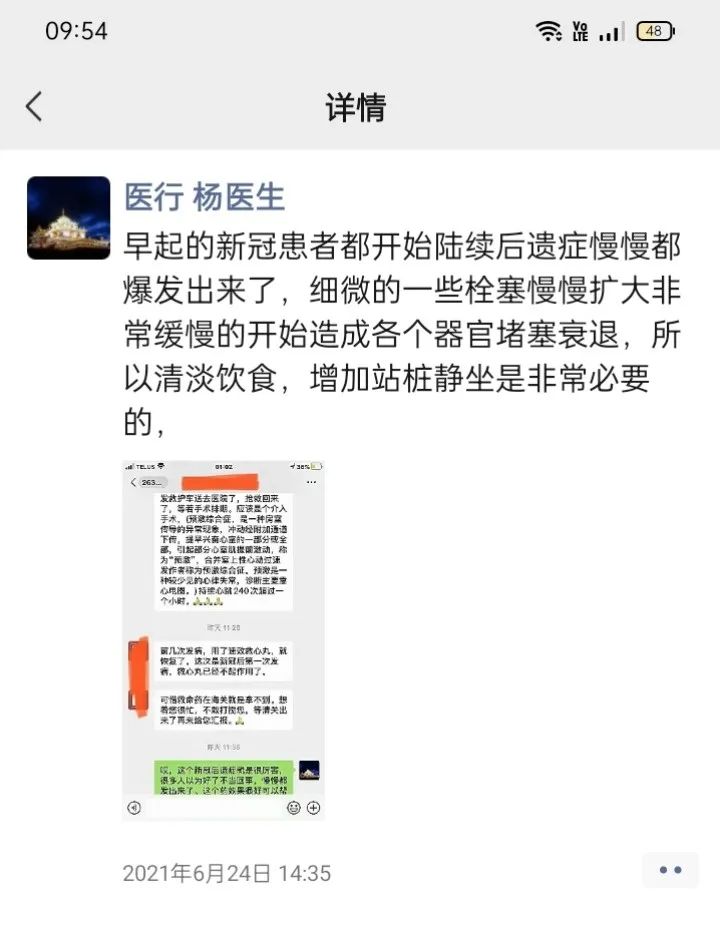 09:54
Vo
LTE
48
详情
医行 杨医生
早起的新冠患者都开始陆续后遗症慢慢都
爆发出来了，细微的一些栓塞慢慢扩大非
常缓慢的开始造成各个器官堵塞衰退，所
以清淡饮食，增加站桩静坐是非常必要
的，
TELUS
01:02
36%
263...
发救护车送去医院了，抢救回来
了，等着手术排期。应该是个介入
手术。(预激综合征，是一种房室
传导的异常现象，冲动经附加通道
下传，提早兴奋心室的一部分或全
部，引起部分心室肌提前激动，称
为“预激”，合并室上性心动过速
发作者称为预激综合征。预激是一
种较少见的心律失常，诊断主要靠
心电图。)持续心跳240次超过一
个小时。🙏🙏🙏
昨天 11:28
前几次发病，用了速效救心丸，就
恢复了。这次是新冠后第一次发
病，救心丸已经不起作用了。
可惜救命药在海关就是拿不到。想
着您很忙，不敢打搅您。等清关出
来了再来给您汇报。🙏
昨天 11:36
哎，这个新冠后遗症就是很厉害，
很多人以为好了不当回事，慢慢都
发出来了、这个药效果很好可以帮
2021年6月24日 14:35